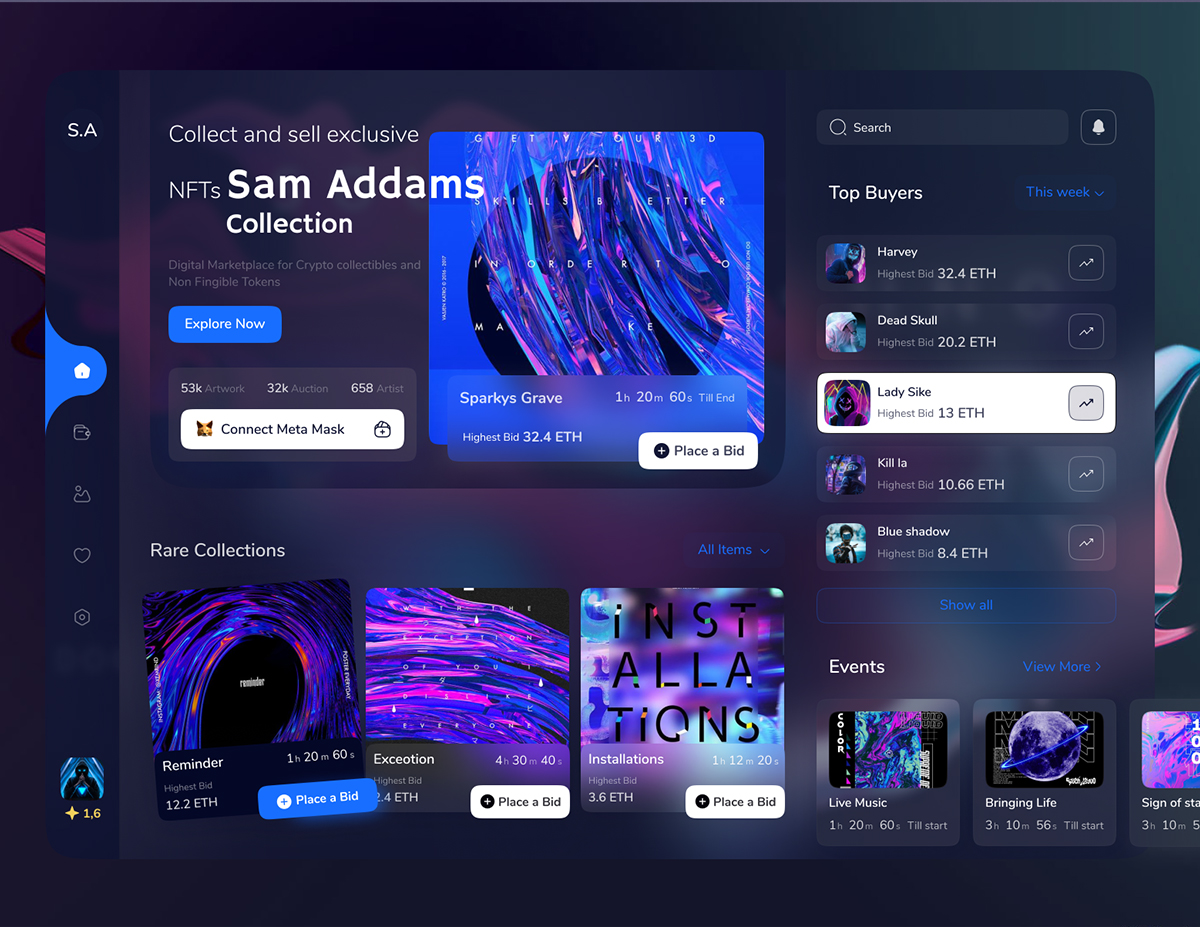 S.A
Collect and sell exclusive
NFTs Sam Addams
Collection
Digital Marketplace for Crypto collectibles and
Non Fingible Tokens
Explore Now
53k Artwork 32k Auction 658 Artist
Connect Meta Mask
GET YOUR 3D
SKILLS BETTER
IN ORDER TO
MAKE
Sparkys Grave 1h 20m 60s Till End
Highest Bid 32.4 ETH
Place a Bid
Search
Top Buyers This week
Harvey
Highest Bid 32.4 ETH
Dead Skull
Highest Bid 20.2 ETH
Lady Sike
Highest Bid 13 ETH
Kill la
Highest Bid 10.66 ETH
Blue shadow
Highest Bid 8.4 ETH
Show all
Rare Collections All Items
reminder
POSTER EVERYDAY
Reminder 1h 20m 60s
Highest Bid
12.2 ETH
Place a Bid
WITH THE
EXCEPTION
OF YOU I
DISLIKE
EVERYONE
Exceotion 4h 30m 40s
Highest Bid
2.4 ETH
Place a Bid
iNST
ALLA
TiONS
Installations 1h 12m 20s
Highest Bid
3.6 ETH
Place a Bid
1,6
Events View More
COLOR
LIQUID
Live Music
1h 20m 60s Till start
Bringing Life
3h 10m 56s Till start
Sign of sta
3h 10m 5